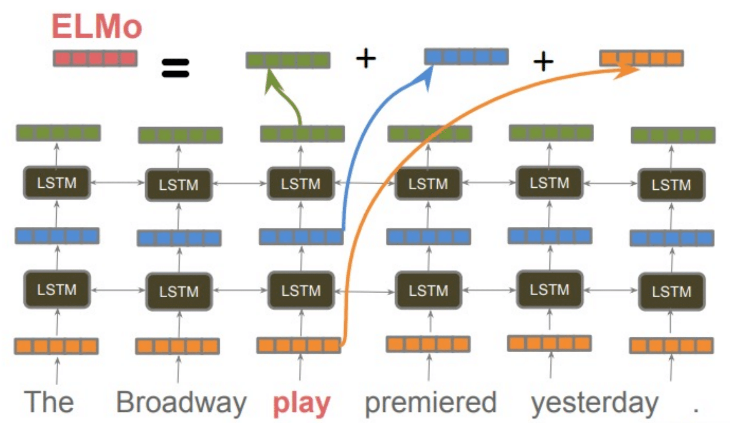 ELMo
= + +
LSTM LSTM LSTM LSTM LSTM LSTM
LSTM LSTM LSTM LSTM LSTM LSTM
The Broadway play premiered yesterday .